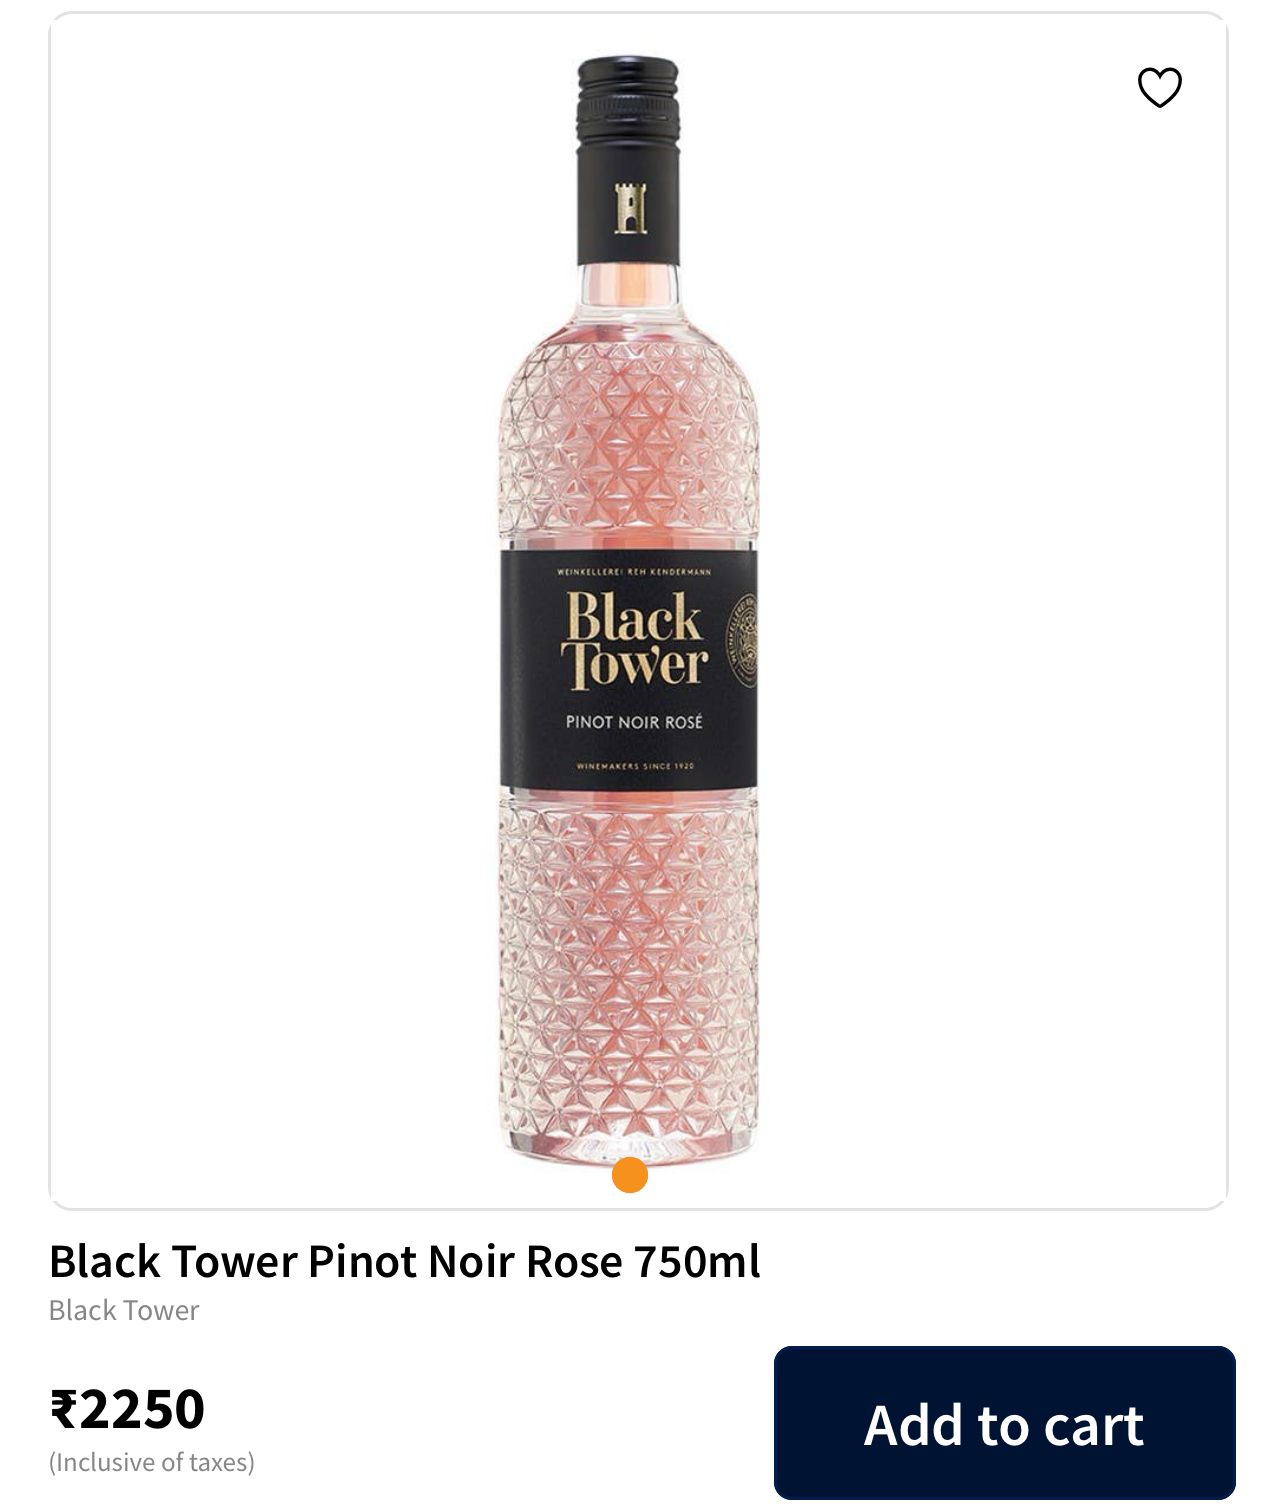 WEINKELLEREI REH KENDERMANN
Black
Tower
PINOT NOIR ROSÉ
WINEMAKERS SINCE 1920
Black Tower Pinot Noir Rose 750ml
Black Tower
₹2250
(Inclusive of taxes)
Add to cart